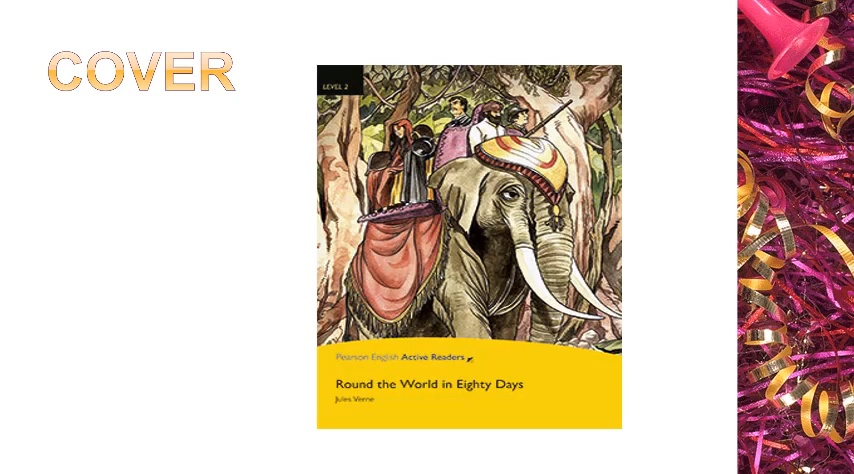 COVER
LEVEL 2
Pearson English Active Readers
Round the World in Eighty Days
Jules Verne